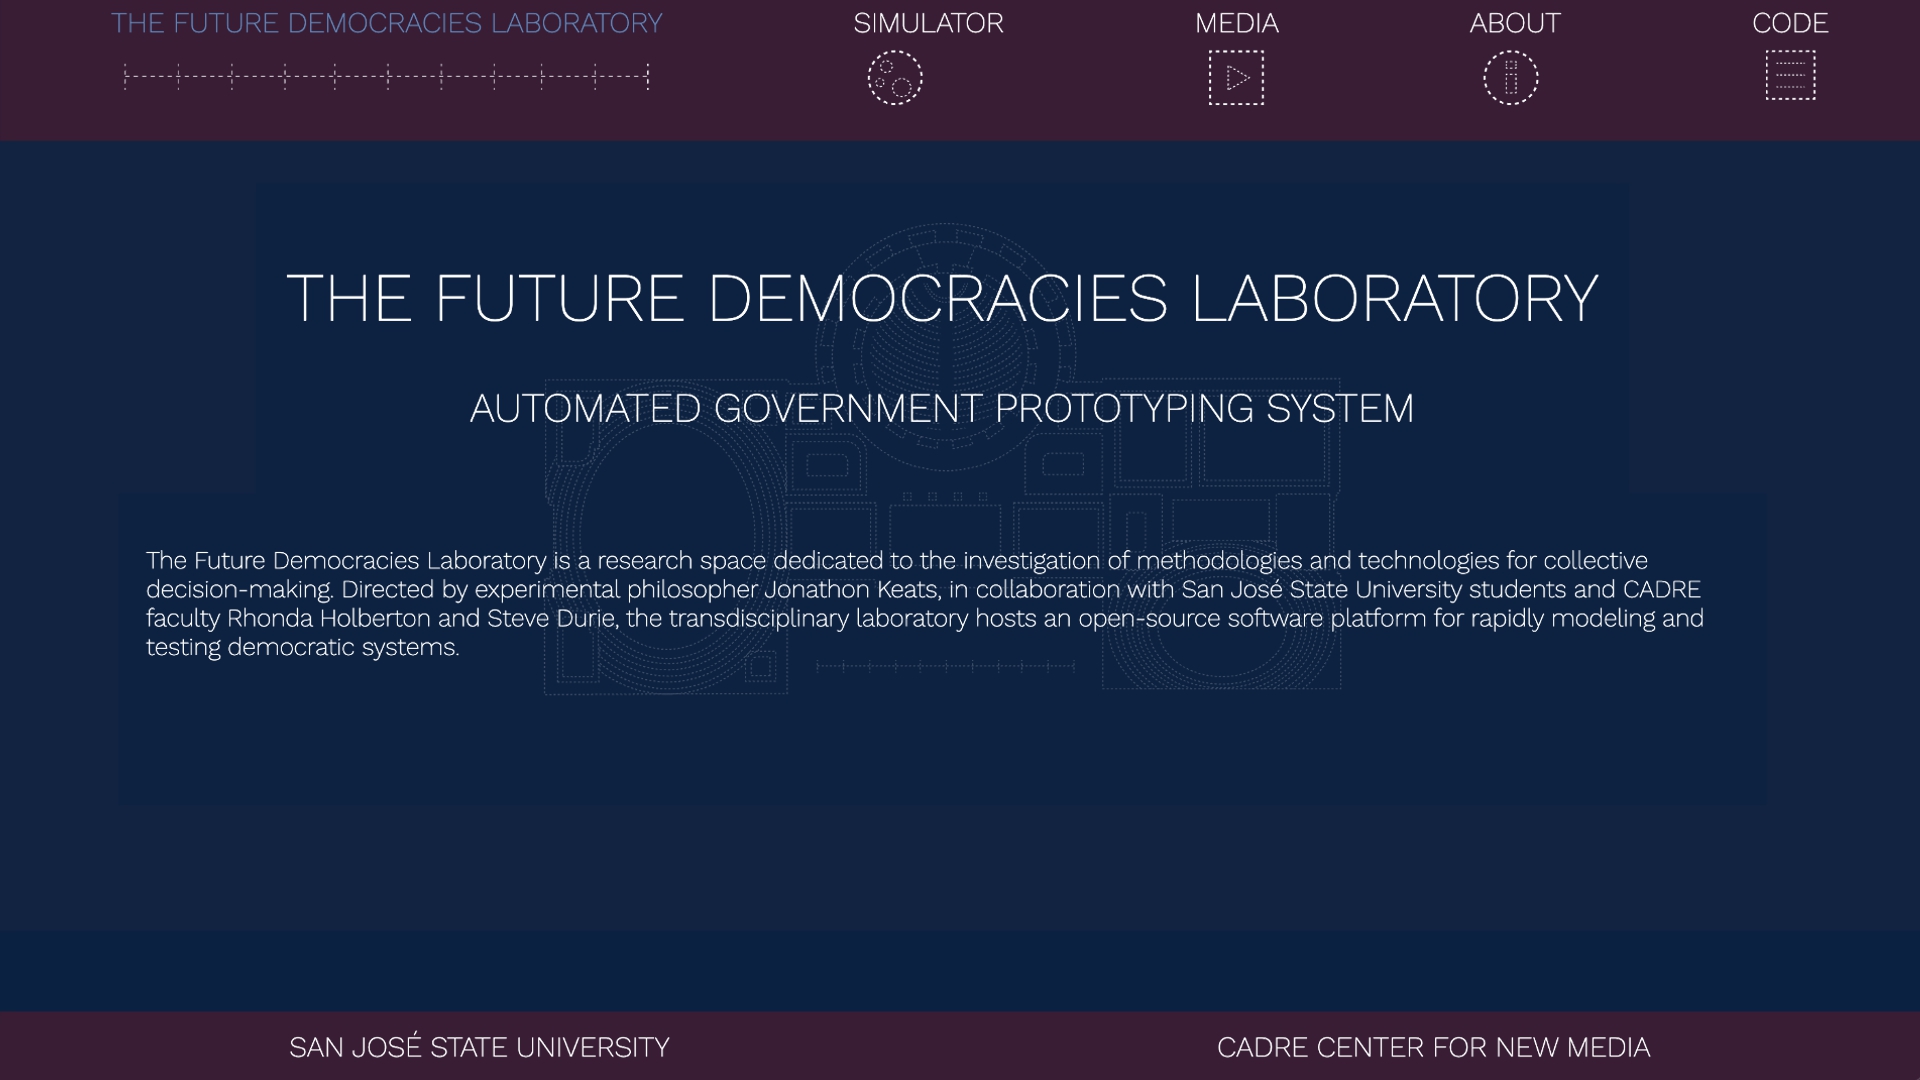 THE FUTURE DEMOCRACIES LABORATORY
SIMULATOR
MEDIA
ABOUT
CODE
THE FUTURE DEMOCRACIES LABORATORY
AUTOMATED GOVERNMENT PROTOTYPING SYSTEM
The Future Democracies Laboratory is a research space dedicated to the investigation of methodologies and technologies for collective
decision-making. Directed by experimental philosopher Jonathon Keats, in collaboration with San José State University students and CADRE
faculty Rhonda Holberton and Steve Durie, the transdisciplinary laboratory hosts an open-source software platform for rapidly modeling and
testing democratic systems.
SAN JOSÉ STATE UNIVERSITY
CADRE CENTER FOR NEW MEDIA